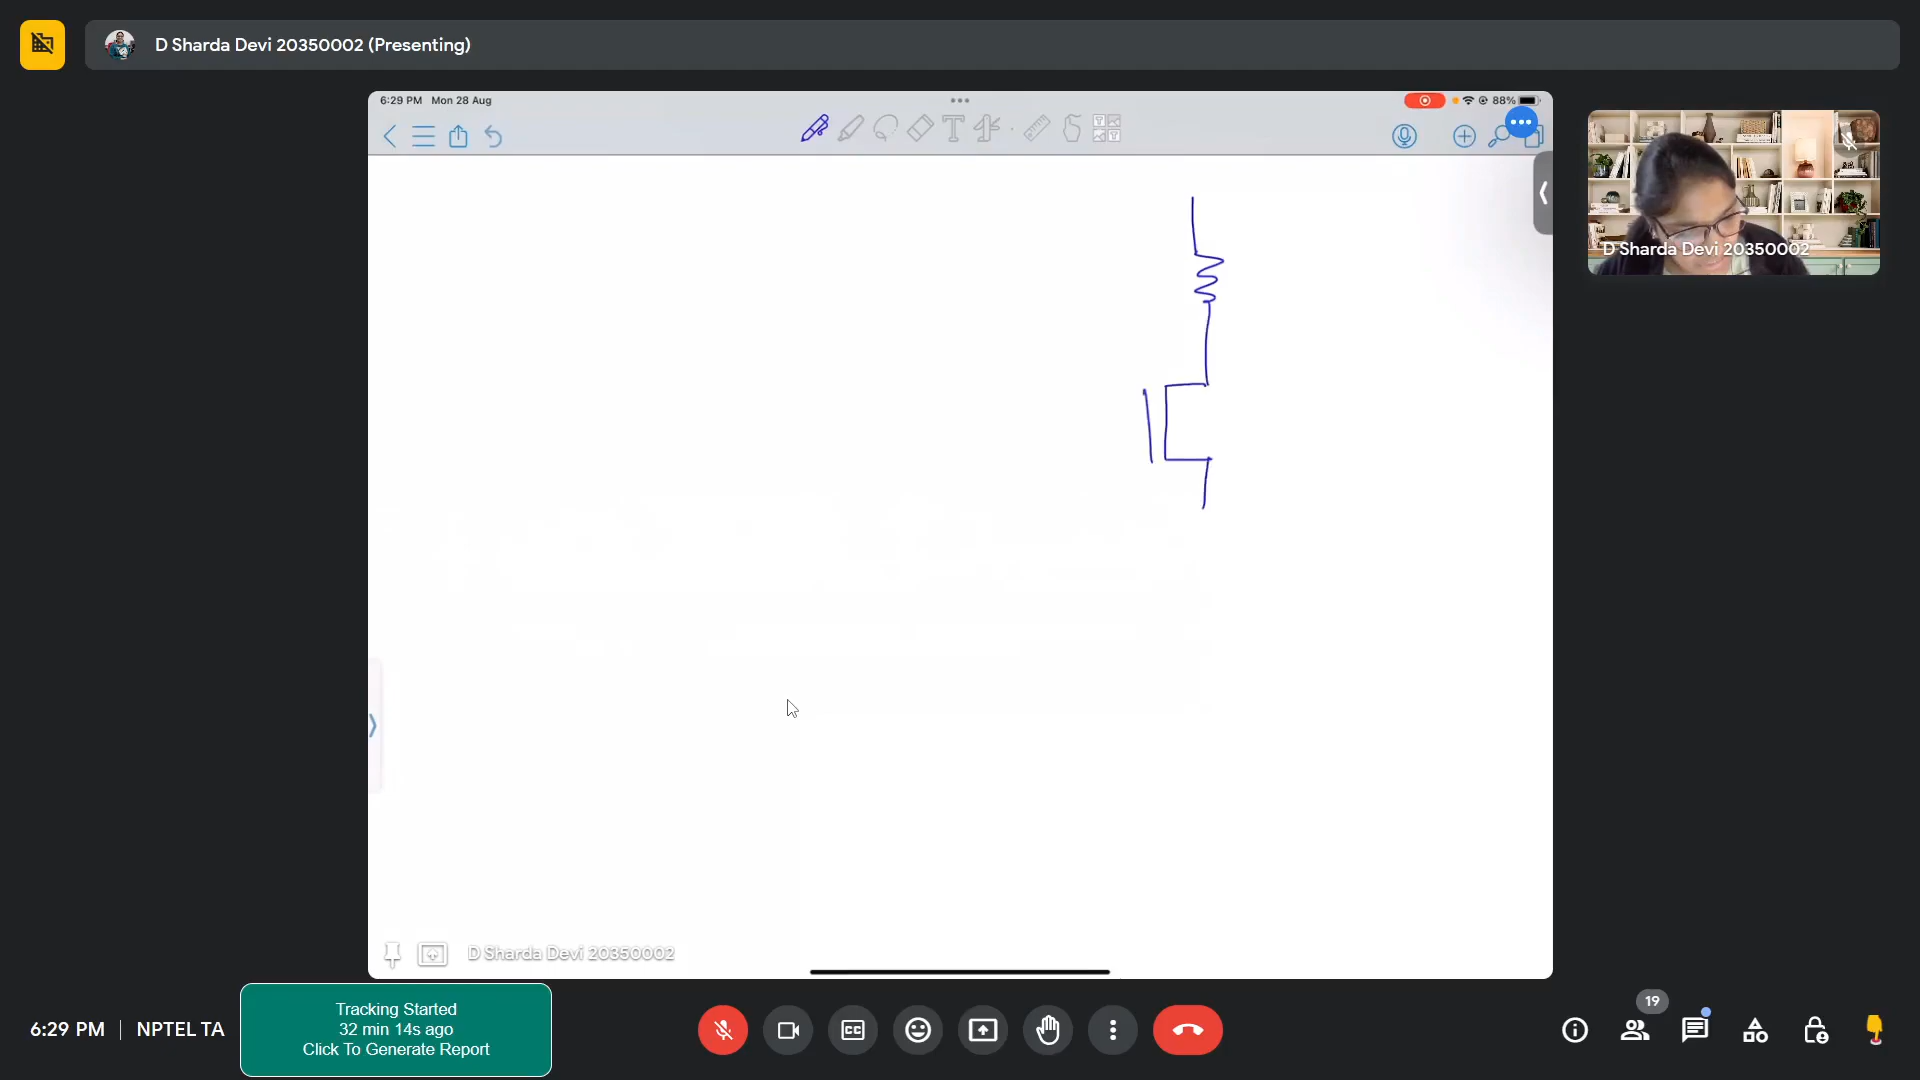 D Sharda Devi 20350002 (Presenting)
6:29 PM Mon 28 Aug
88%
D Sharda Devi 20350002
D Sharda Devi 20350002
6:29 PM | NPTEL TA
Tracking Started
32 min 14s ago
Click To Generate Report
CC
19